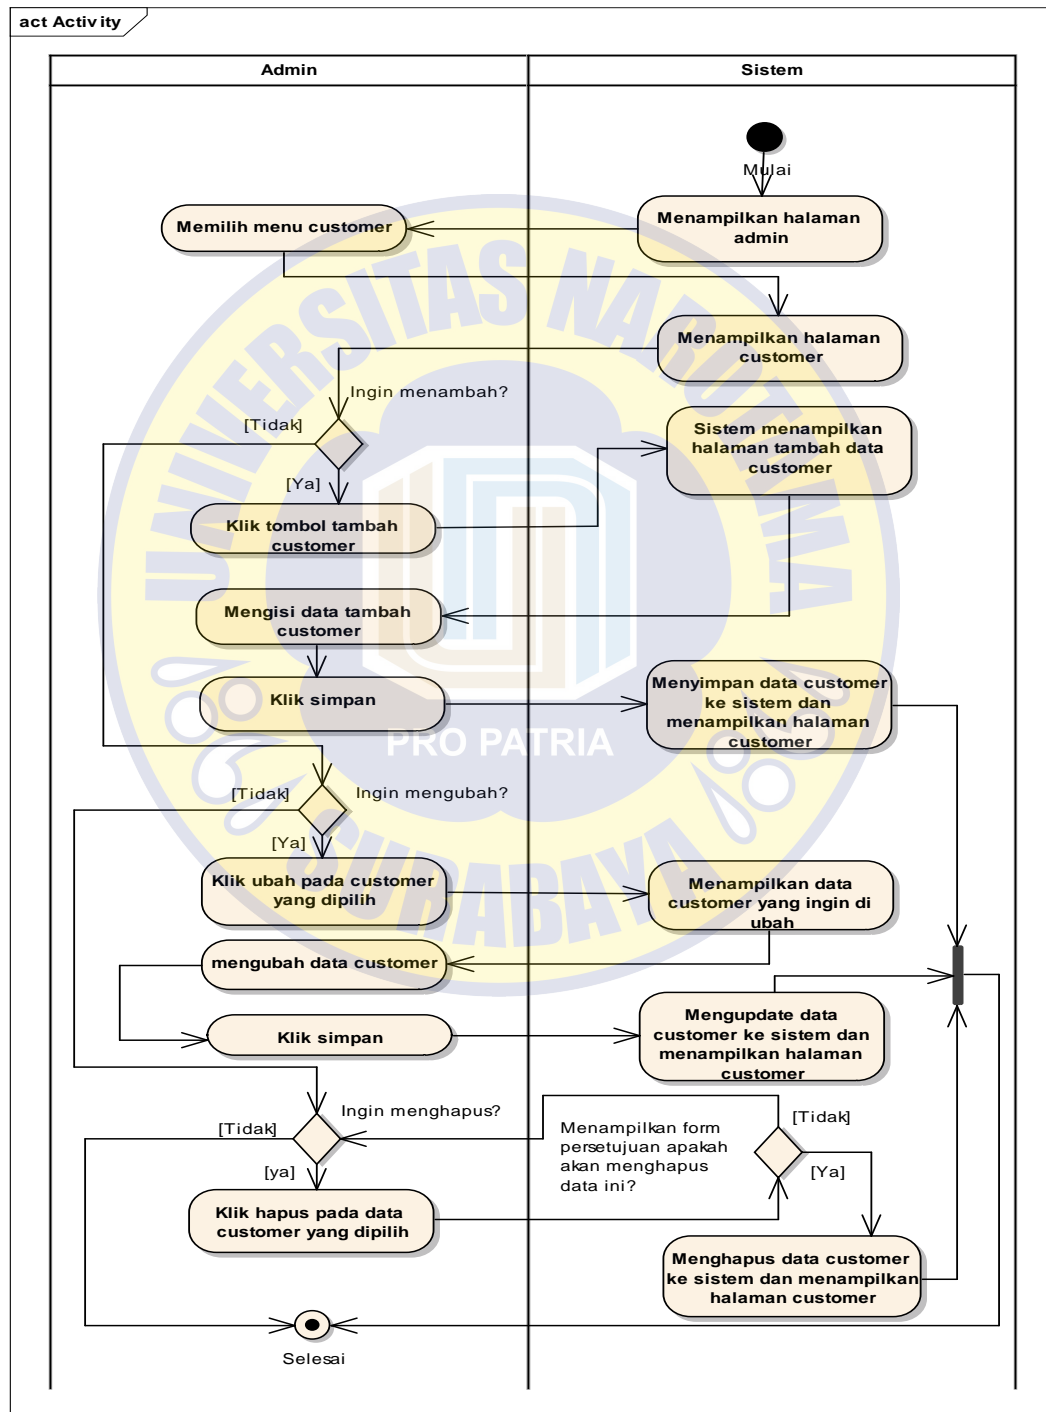 act Activity
Admin
Sistem
Mulai
Menampilkan halaman
admin
Memilih menu customer
Menampilkan halaman
customer
Ingin menambah?
[Tidak]
[Ya]
Sistem menampilkan
halaman tambah data
customer
Klik tombol tambah
customer
Mengisi data tambah
customer
Klik simpan
Menyimpan data customer
ke sistem dan
menampilkan halaman
customer
Ingin mengubah?
[Tidak]
[Ya]
Klik ubah pada customer
yang dipilih
Menampilkan data
customer yang ingin di
ubah
mengubah data customer
Klik simpan
Mengupdate data
customer ke sistem dan
menampilkan halaman
customer
Ingin menghapus?
[Tidak]
[ya]
Menampilkan form
persetujuan apakah
akan menghapus
data ini?
[Tidak]
[Ya]
Klik hapus pada data
customer yang dipilih
Menghapus data customer
ke sistem dan menampilkan
halaman customer
Selesai
UNIVERSITAS NAROTAMA
PRO PATRIA
SURABAYA